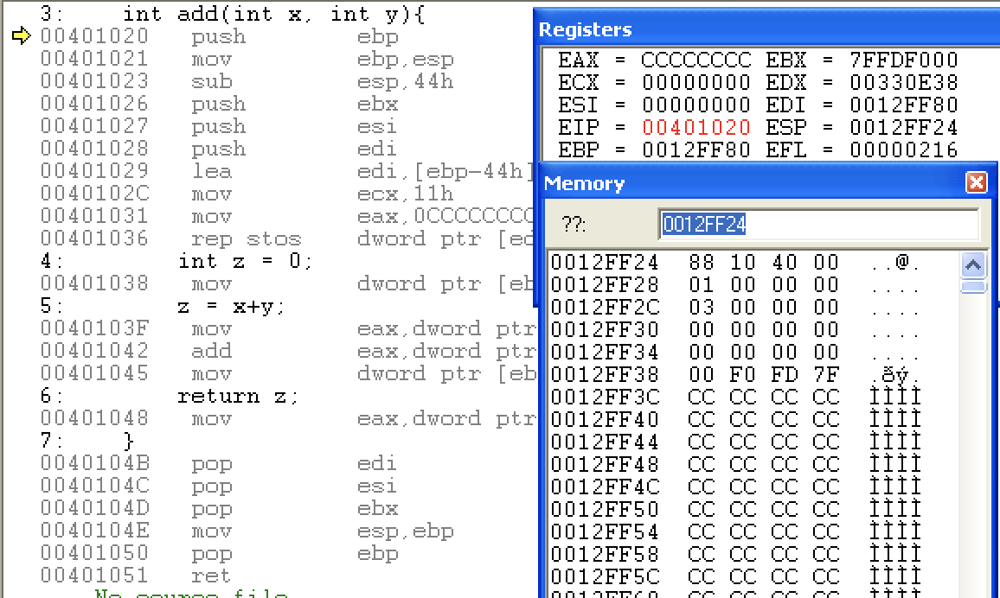 3:     int add(int x, int y){
00401020   push        ebp
00401021   mov         ebp,esp
00401023   sub         esp,44h
00401026   push        ebx
00401027   push        esi
00401028   push        edi
00401029   lea         edi,[ebp-44h]
0040102C   mov         ecx,11h
00401031   mov         eax,0CCCCCCCC
00401036   rep stos    dword ptr [ed
4:         int z = 0;
00401038   mov         dword ptr [eb
5:         z = x+y;
0040103F   mov         eax,dword ptr
00401042   add         eax,dword ptr
00401045   mov         dword ptr [eb
6:         return z;
00401048   mov         eax,dword ptr
7:     }
0040104B   pop         edi
0040104C   pop         esi
0040104D   pop         ebx
0040104E   mov         esp,ebp
00401050   pop         ebp
00401051   ret
No source file
Registers
EAX = CCCCCCCC EBX = 7FFDF000
ECX = 00000000 EDX = 00330E38
ESI = 00000000 EDI = 0012FF80
EIP = 00401020 ESP = 0012FF24
EBP = 0012FF80 EFL = 00000216
Memory
??: 0012FF24
0012FF24  88 10 40 00  ..@.
0012FF28  01 00 00 00  ....
0012FF2C  03 00 00 00  ....
0012FF30  00 00 00 00  ....
0012FF34  00 00 00 00  ....
0012FF38  00 F0 FD 7F  .ðý.
0012FF3C  CC CC CC CC  ÌÌÌÌ
0012FF40  CC CC CC CC  ÌÌÌÌ
0012FF44  CC CC CC CC  ÌÌÌÌ
0012FF48  CC CC CC CC  ÌÌÌÌ
0012FF4C  CC CC CC CC  ÌÌÌÌ
0012FF50  CC CC CC CC  ÌÌÌÌ
0012FF54  CC CC CC CC  ÌÌÌÌ
0012FF58  CC CC CC CC  ÌÌÌÌ
0012FF5C  CC CC CC CC  ÌÌÌÌ